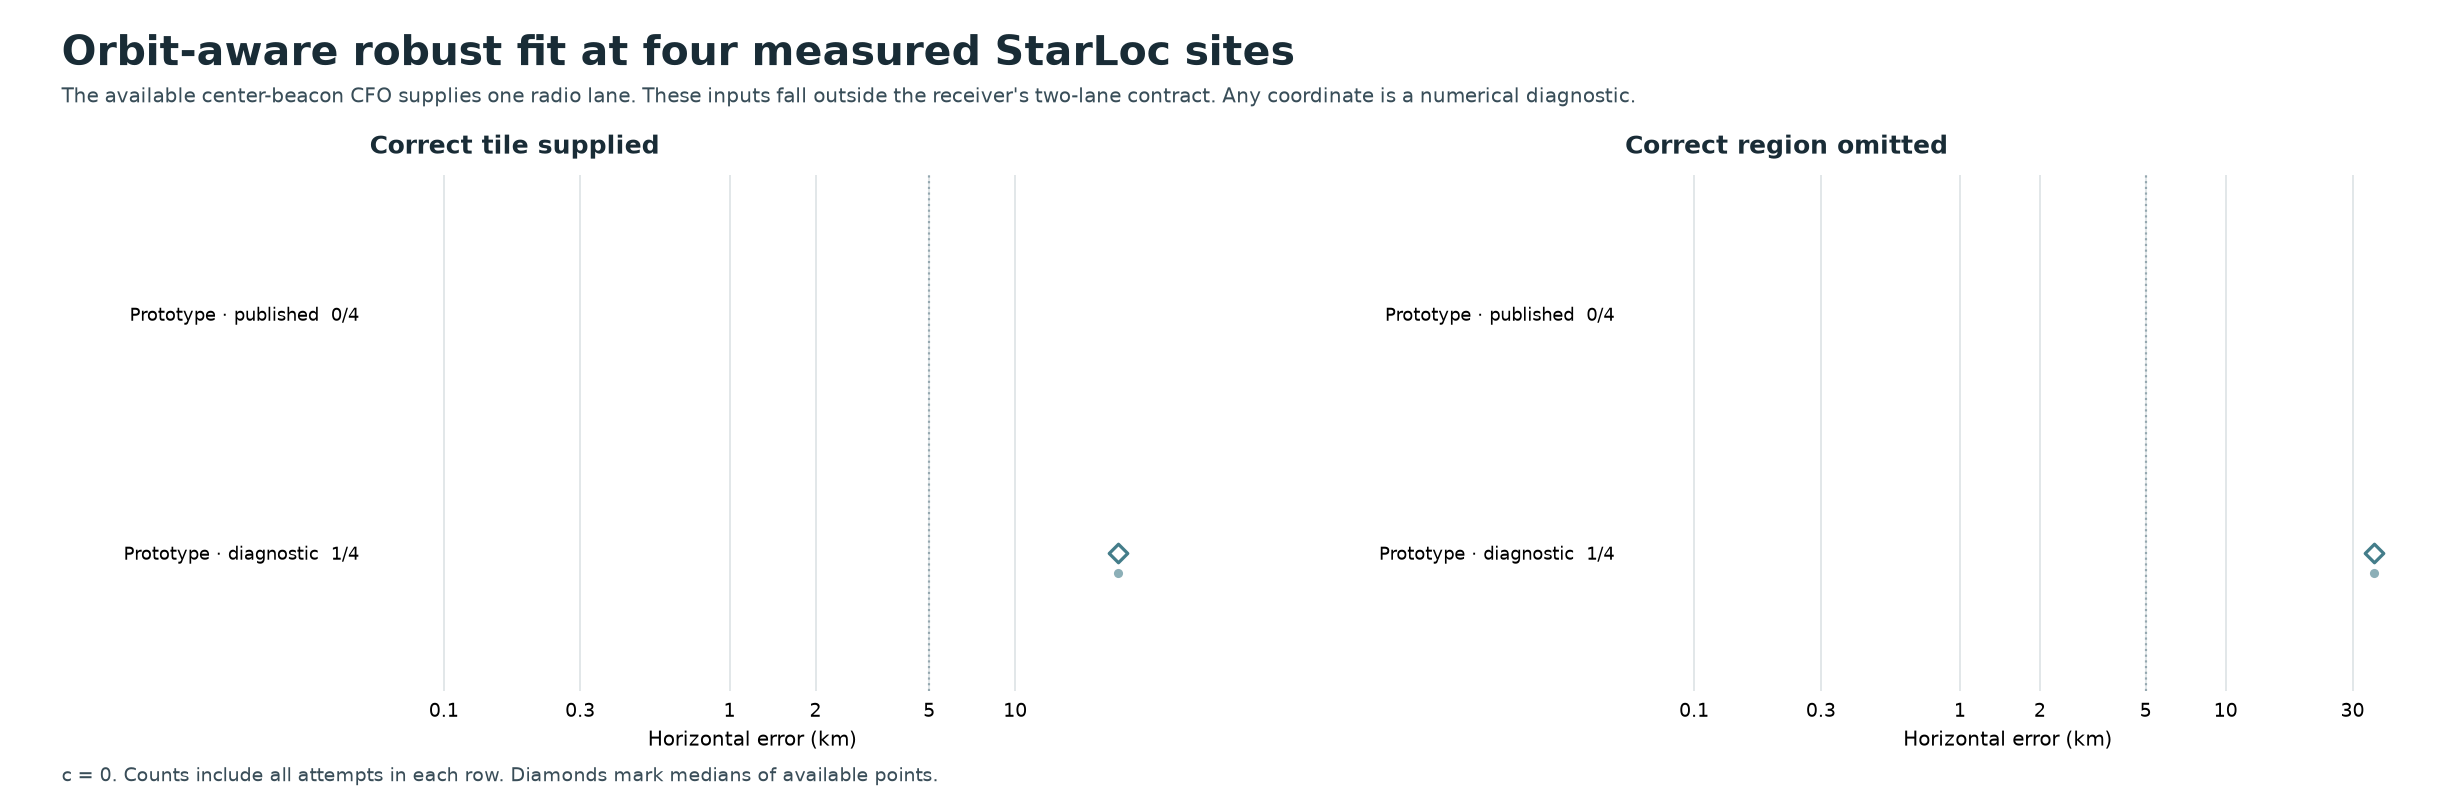 Orbit-aware robust fit at four measured StarLoc sites
The available center-beacon CFO supplies one radio lane. These inputs fall outside the receiver's two-lane contract. Any coordinate is a numerical diagnostic.
Correct tile supplied
Prototype · published 0/4
Prototype · diagnostic 1/4
0.1 0.3 1 2 5 10
Horizontal error (km)
Correct region omitted
Prototype · published 0/4
Prototype · diagnostic 1/4
0.1 0.3 1 2 5 10 30
Horizontal error (km)
c = 0. Counts include all attempts in each row. Diamonds mark medians of available points.